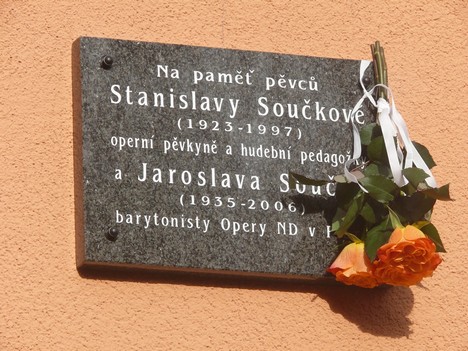 Na paměť pěvců
Stanislavy Součkové
(1923-1997)
operní pěvkyně a hudební pedagožky
a Jaroslava
(1935-2006)
barytonisty Opery ND v